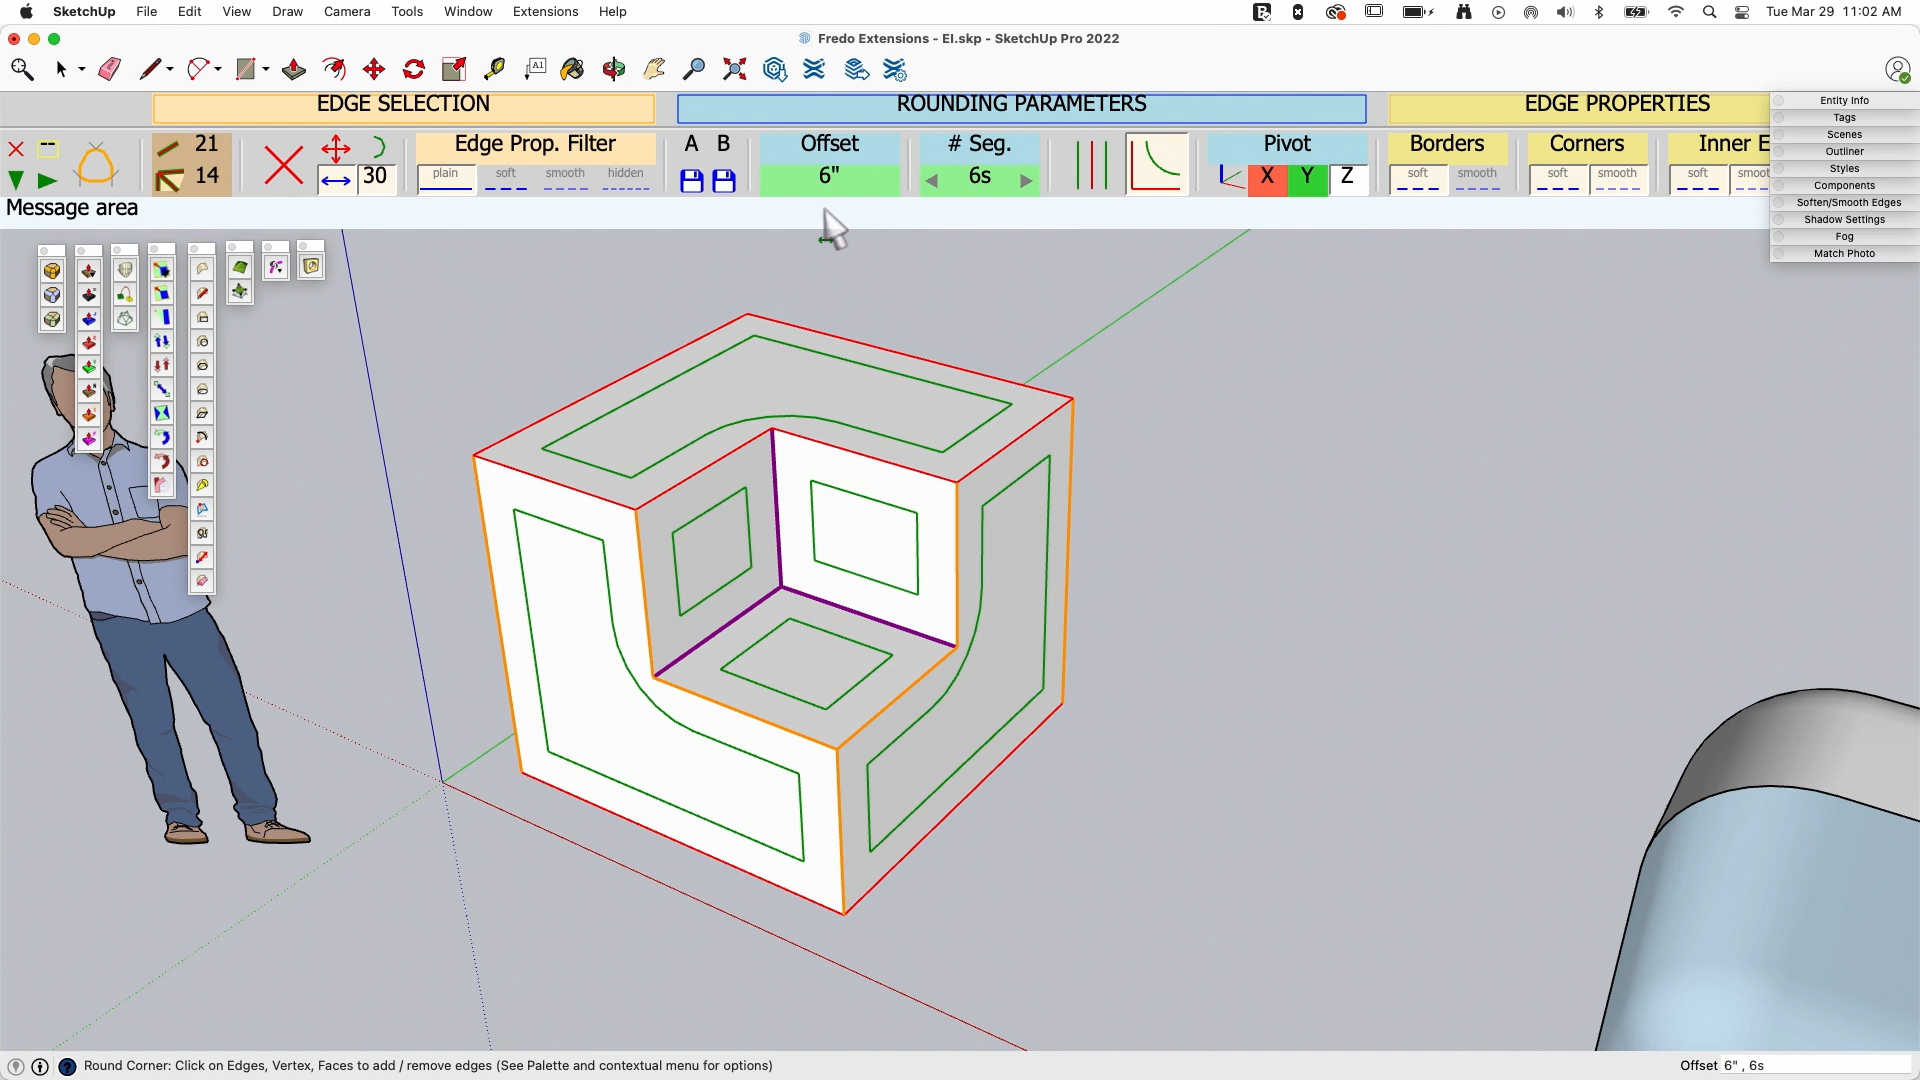 SketchUp File Edit View Draw Camera Tools Window Extensions Help Tue Mar 29 11:02 AM
Fredo Extensions - EI.skp - SketchUp Pro 2022
A1
EDGE SELECTION ROUNDING PARAMETERS EDGE PROPERTIES
21 14
30
Edge Prop. Filter
plain soft smooth hidden
A B
Offset
6"
# Seg.
6s
Pivot
X Y Z
Borders
soft smooth
Corners
soft smooth
Inner E
soft smoot
Message area
Entity Info
Tags
Scenes
Outliner
Styles
Components
Soften/Smooth Edges
Shadow Settings
Fog
Match Photo
Round Corner: Click on Edges, Vertex, Faces to add / remove edges (See Palette and contextual menu for options) Offset 6" , 6s